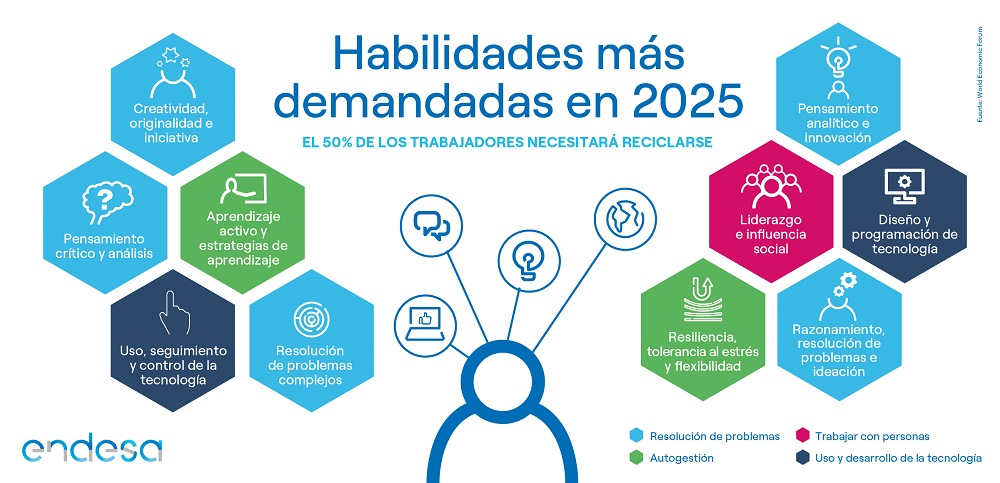 Habilidades más
demandadas en 2025
EL 50% DE LOS TRABAJADORES NECESITARÁ RECICLARSE
Creatividad,
originalidad e
iniciativa
?
Pensamiento
crítico y análisis
Aprendizaje
activo y
estrategias de
aprendizaje
Uso, seguimiento
y control de la
tecnología
Resolución
de problemas
complejos
Pensamiento
analítico e
innovación
Liderazgo
e influencia
social
Diseño y
programación de
tecnología
Resiliencia,
tolerancia al estrés
y flexibilidad
Razonamiento,
resolución de
problemas e
ideación
Fuente: World Economic Forum
endesa
Resolución de problemas
Trabajar con personas
Autogestión
Uso y desarrollo de la tecnología